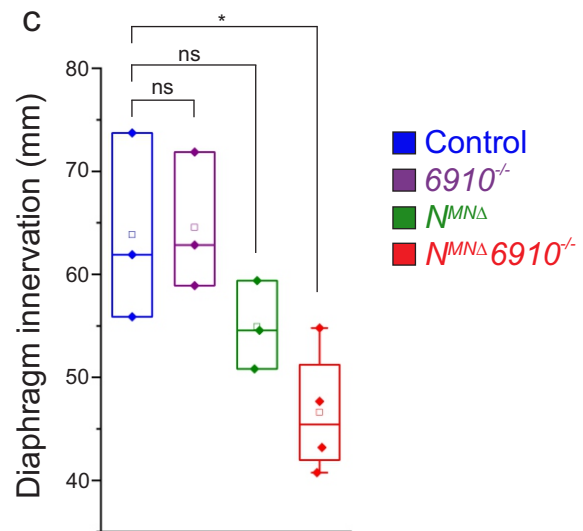 c
*
ns
ns
80
70
60
50
40
Diaphragm innervation (mm)
Control
6910-/-
NMNΔ
NMNΔ6910-/-